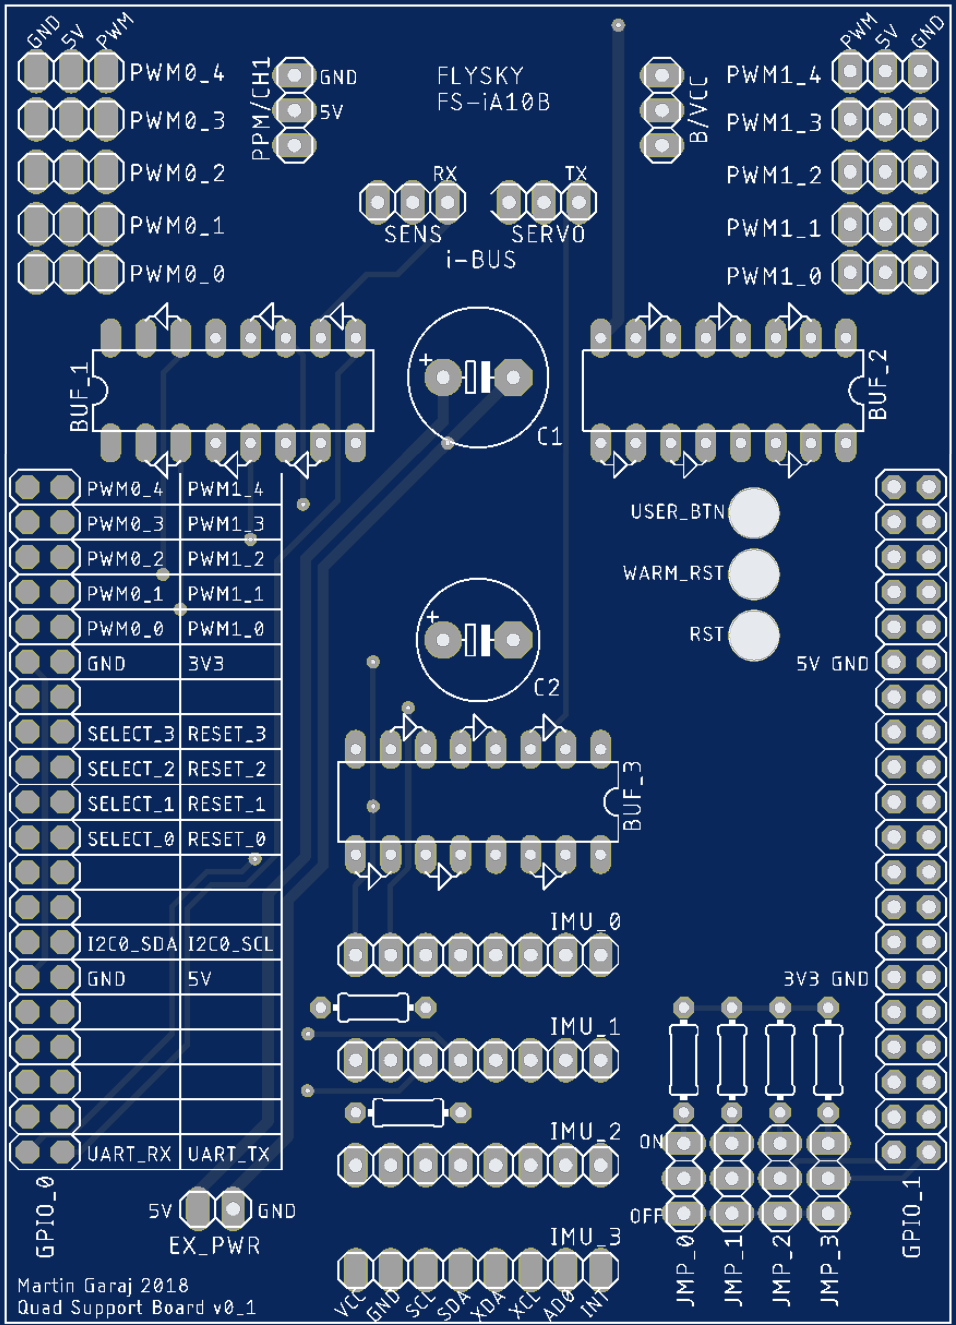 GND 5V PWM
PWM 5V GND
PWM0_4
PWM0_3
PWM0_2
PWM0_1
PWM0_0
PPM/CH1
GND
5V
FLYSKY
FS-iA10B
B/VCC
PWM1_4
PWM1_3
PWM1_2
PWM1_1
PWM1_0
RX
TX
SENS
SERVO
i-BUS
BUF_1
+
C1
BUF_2
PWM0_4 PWM1_4
PWM0_3 PWM1_3
PWM0_2 PWM1_2
PWM0_1 PWM1_1
PWM0_0 PWM1_0
GND 3V3
SELECT_3 RESET_3
SELECT_2 RESET_2
SELECT_1 RESET_1
SELECT_0 RESET_0
I2C0_SDA I2C0_SCL
GND 5V
UART_RX UART_TX
USER_BTN
WARM_RST
RST
+
C2
5V GND
BUF_3
IMU_0
3V3 GND
IMU_1
IMU_2
ON
OFF
GPIO_0
5V
GND
EX_PWR
IMU_3
VCC GND SCL SDA XDA XCL AD0 INT
JMP_0
JMP_1
JMP_2
JMP_3
GPIO_1
Martin Garaj 2018
Quad Support Board v0_1